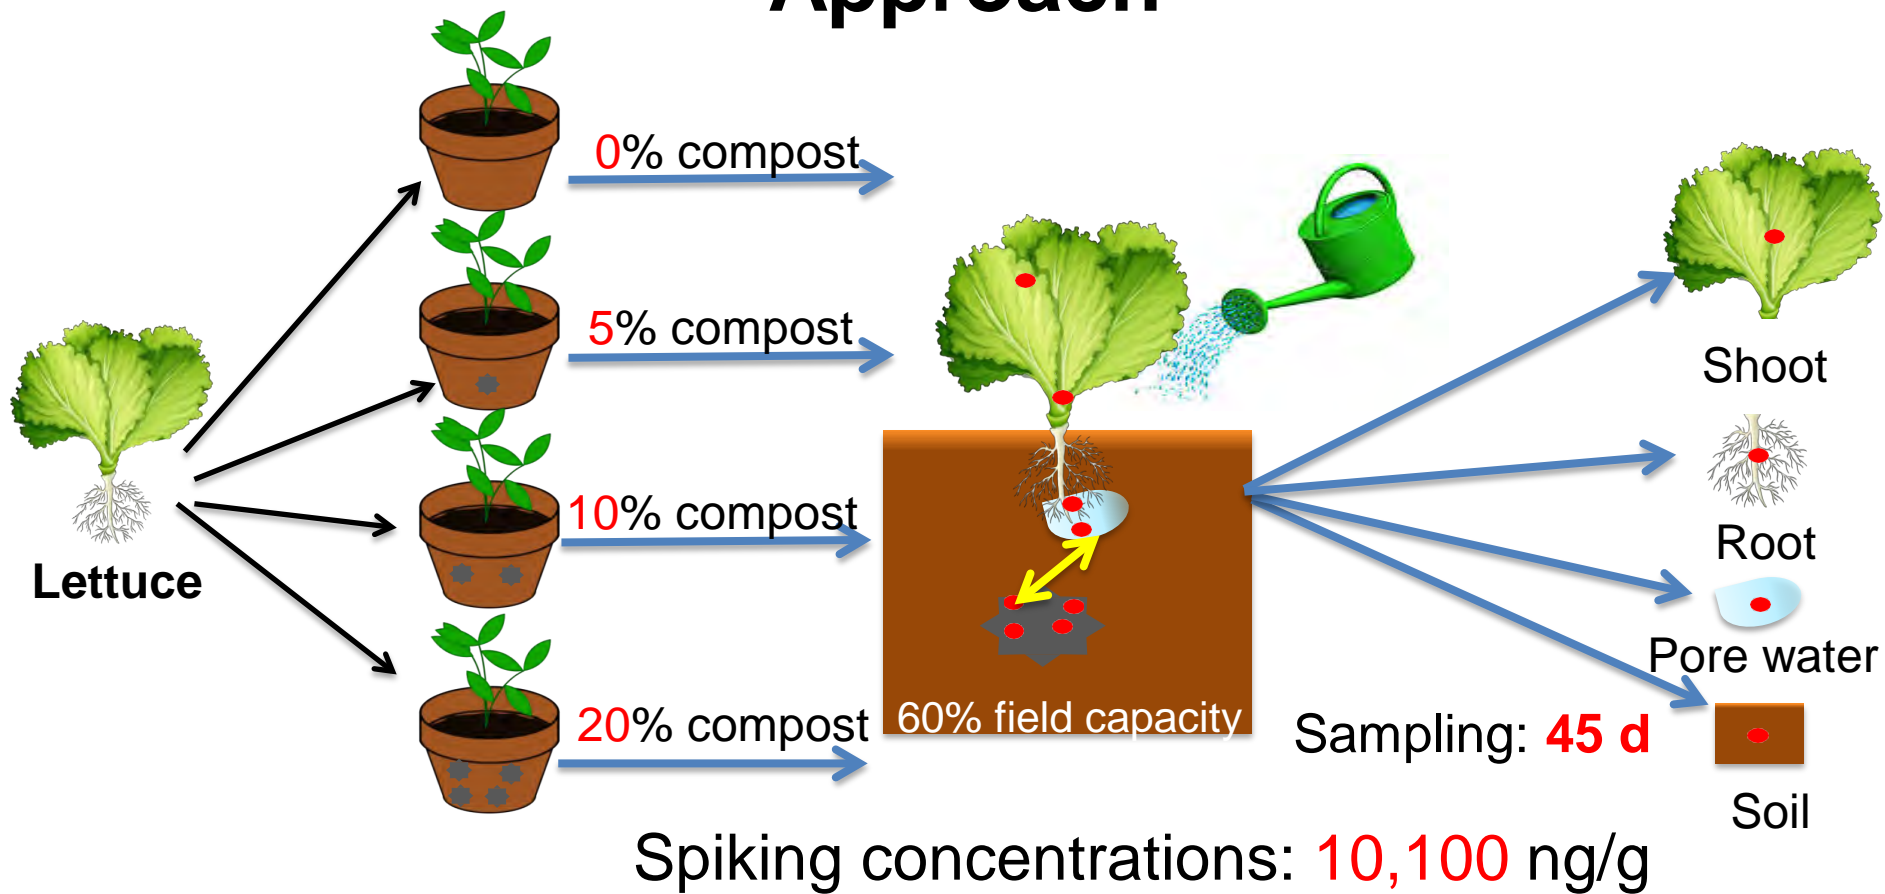 Approach
0% compost
5% compost
10% compost
20% compost
Lettuce
60% field capacity
Shoot
Root
Pore water
Soil
Sampling: 45 d
Spiking concentrations: 10,100 ng/g